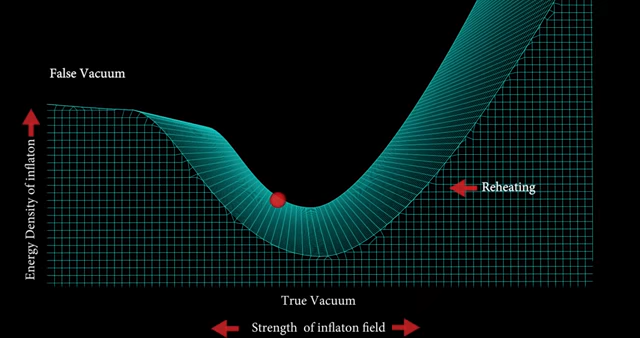 False Vacuum
Energy Density of inflaton
Reheating
True Vacuum
Strength of inflaton field